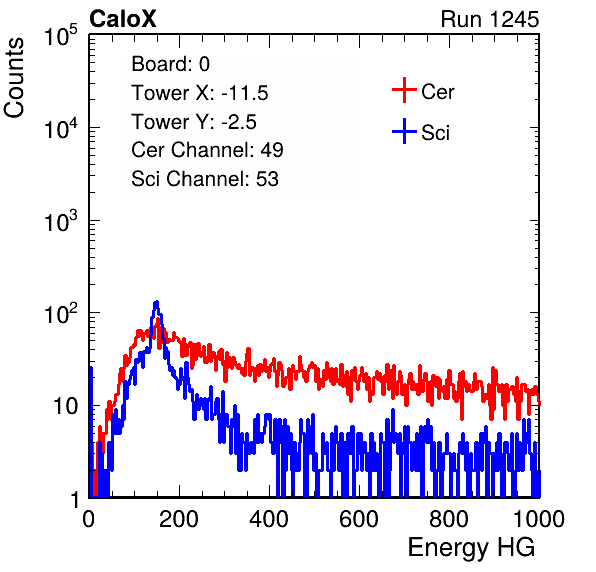 CaloX Run 1245
Counts
Board: 0
Tower X: -11.5
Tower Y: -2.5
Cer Channel: 49
Sci Channel: 53
Cer
Sci
10^5
10^4
10^3
10^2
10
1
0 200 400 600 800 1000
Energy HG